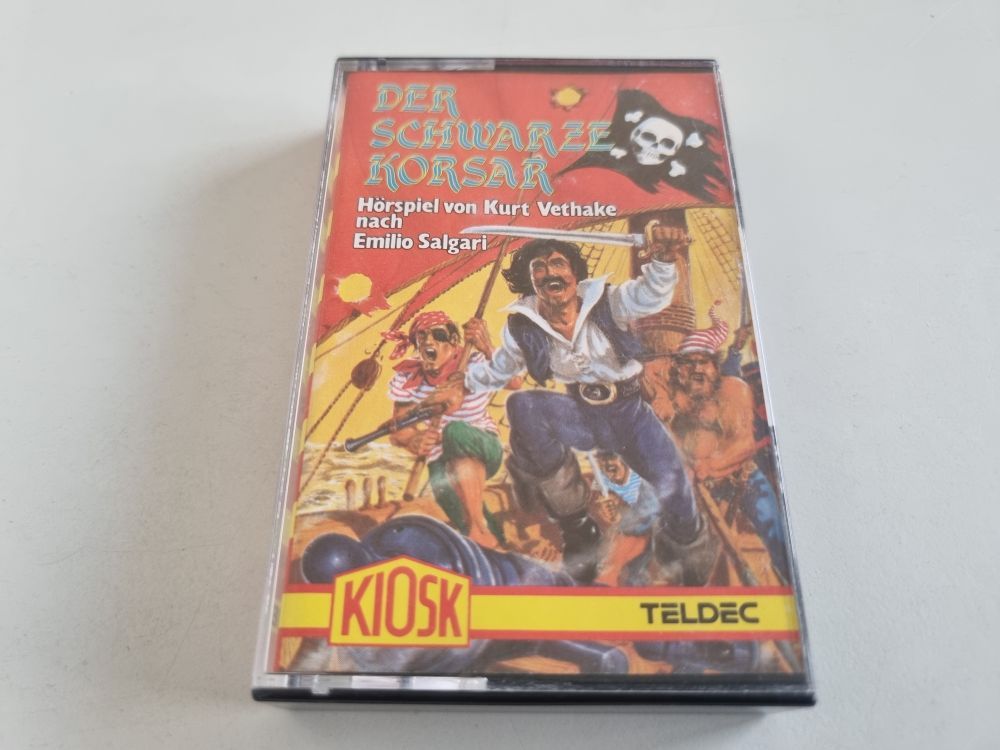 DER
SCHWARZE
KORSAR
Hörspiel von Kurt Vethake
nach
Emilio Salgari
KIOSK
TELDEC